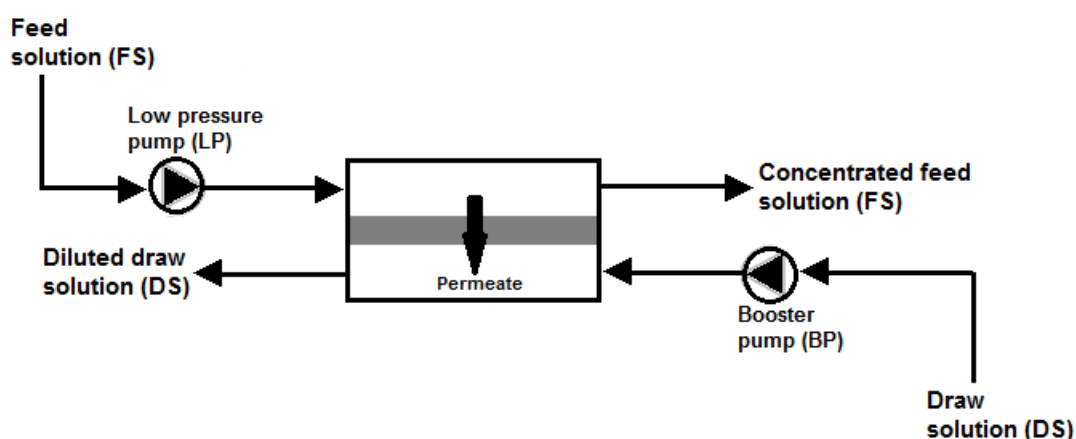 Feed
solution (FS)
Low pressure
pump (LP)
Concentrated feed
solution (FS)
Diluted draw
solution (DS)
Permeate
Booster
pump (BP)
Draw
solution (DS)